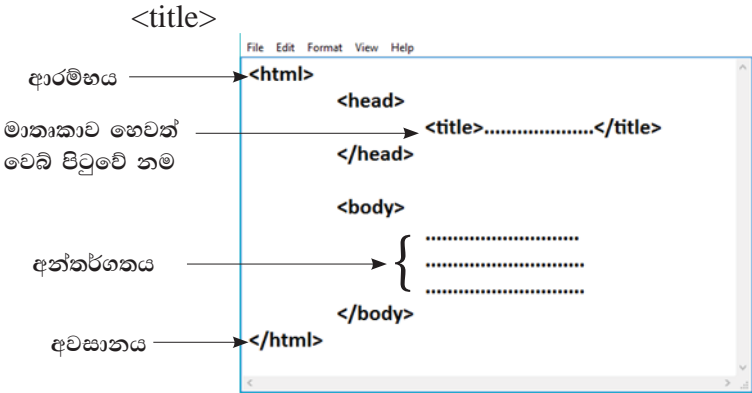 <title>
File Edit Format View Help
ආරම්භය
<html>
<head>
මාතෘකාව හෙවත්
වෙබ් පිටුවේ නම
<title>....................</title>
</head>
<body>
අන්තර්ගතය
............................
.............................
.............................
</body>
අවසානය
</html>